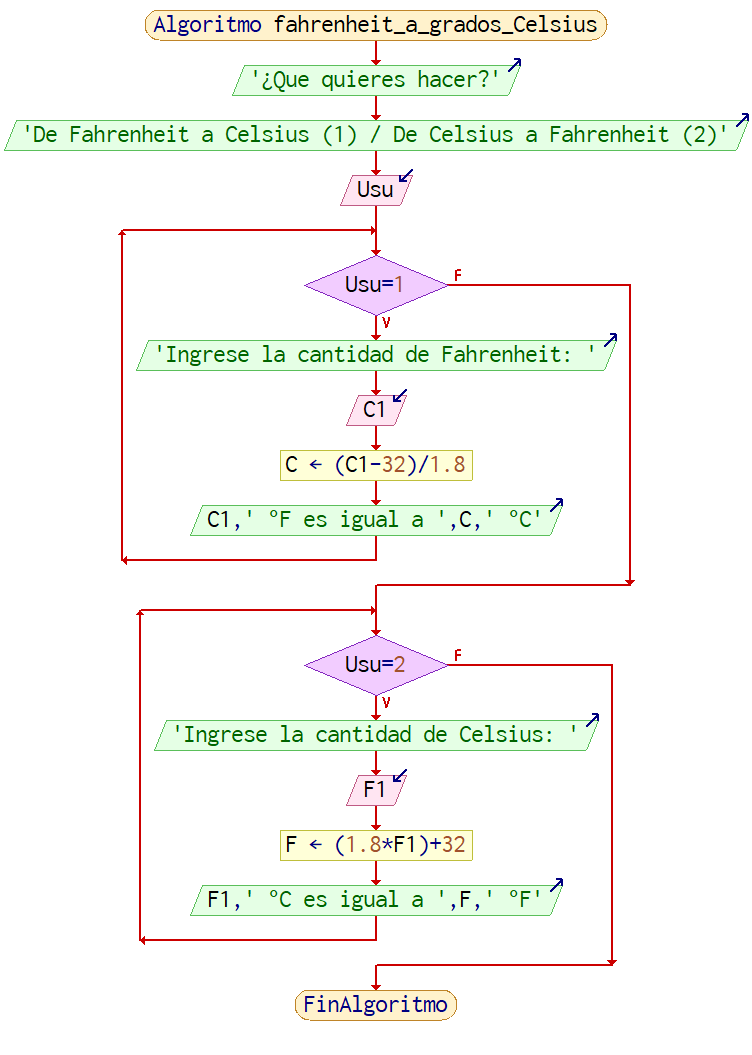 Algoritmo fahrenheit_a_grados_Celsius
'¿Que quieres hacer?'
'De Fahrenheit a Celsius (1) / De Celsius a Fahrenheit (2)'
Usu
Usu=1
F
V
'Ingrese la cantidad de Fahrenheit: '
C1
C ← (C1-32)/1.8
C1,' °F es igual a ',C,' °C'
Usu=2
F
V
'Ingrese la cantidad de Celsius: '
F1
F ← (1.8*F1)+32
F1,' °C es igual a ',F,' °F'
FinAlgoritmo